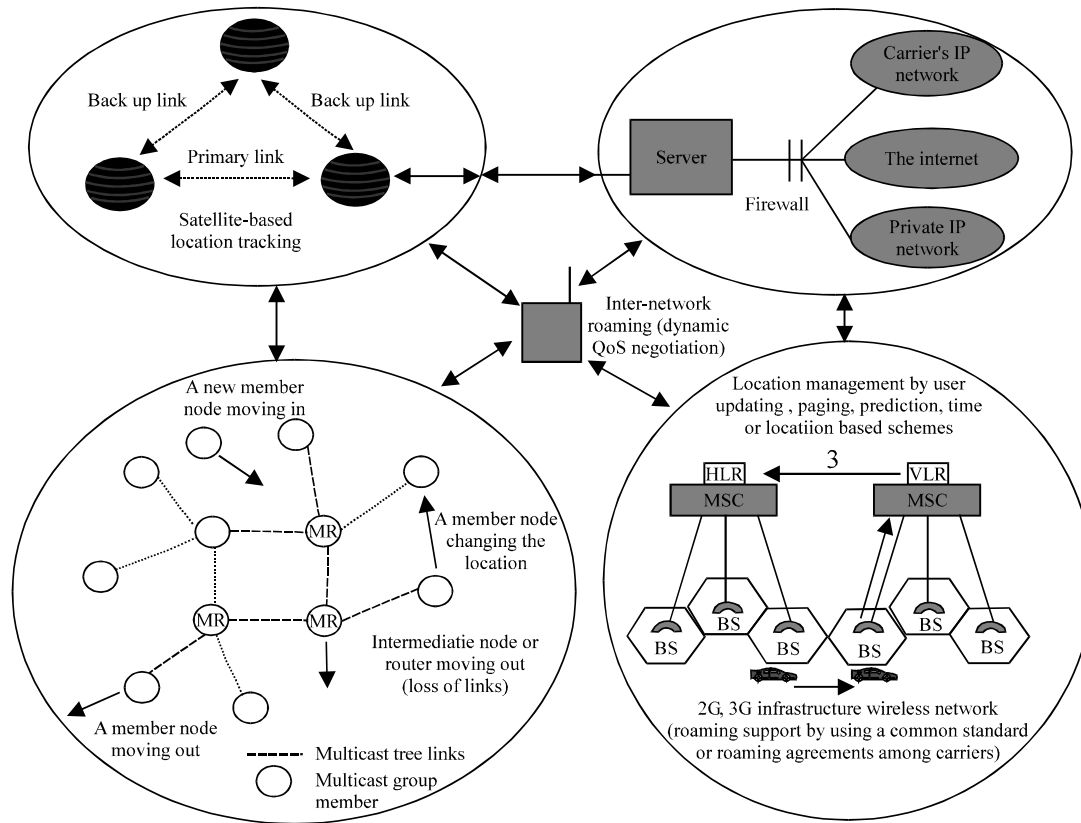 Back up link
Back up link
Primary link
Satellite-based
location tracking
Server
Firewall
Carrier's IP
network
The internet
Private IP
network
Inter-network
roaming (dynamic
QoS negotiation)
A new member
node moving in
MR
A member node
changing the
location
MR
MR
Intermediatie node or
router moving out
(loss of links)
A member node
moving out
Multicast tree links
Multicast group
member
Location management by user
updating , paging, prediction, time
or locatiion based schemes
HLR
3
VLR
MSC
MSC
BS
BS
BS
BS
BS
BS
2G, 3G infrastructure wireless network
(roaming support by using a common standard
or roaming agreements among carriers)